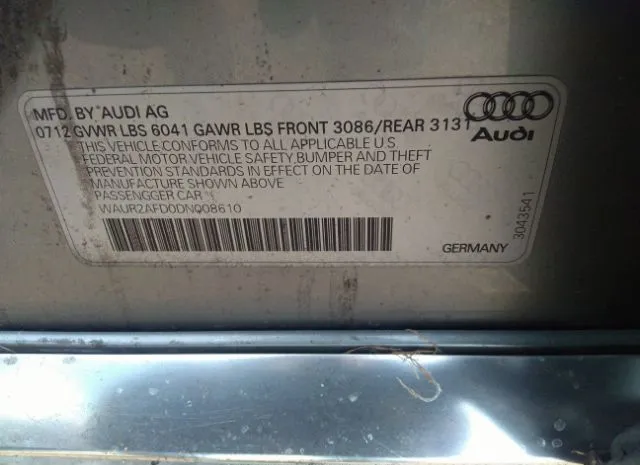 MFD. BY AUDI AG
0712 GVWR LBS 6041 GAWR LBS FRONT 3086/REAR 3131
THIS VEHICLE CONFORMS TO ALL APPLICABLE U.S.
FEDERAL MOTOR VEHICLE SAFETY,BUMPER AND THEFT
PREVENTION STANDARDS IN EFFECT ON THE DATE OF
MANUFACTURE SHOWN ABOVE
PASSENGGER CAR
WAUR2AFD0DN008610
Audi
3043541
GERMANY